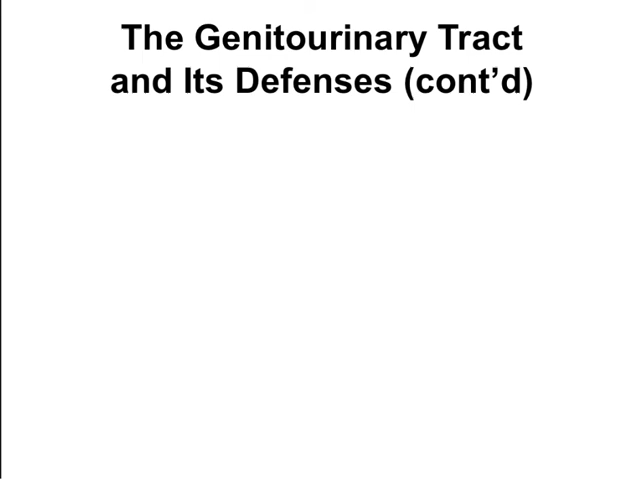 The Genitourinary Tract
and Its Defenses (cont’d)